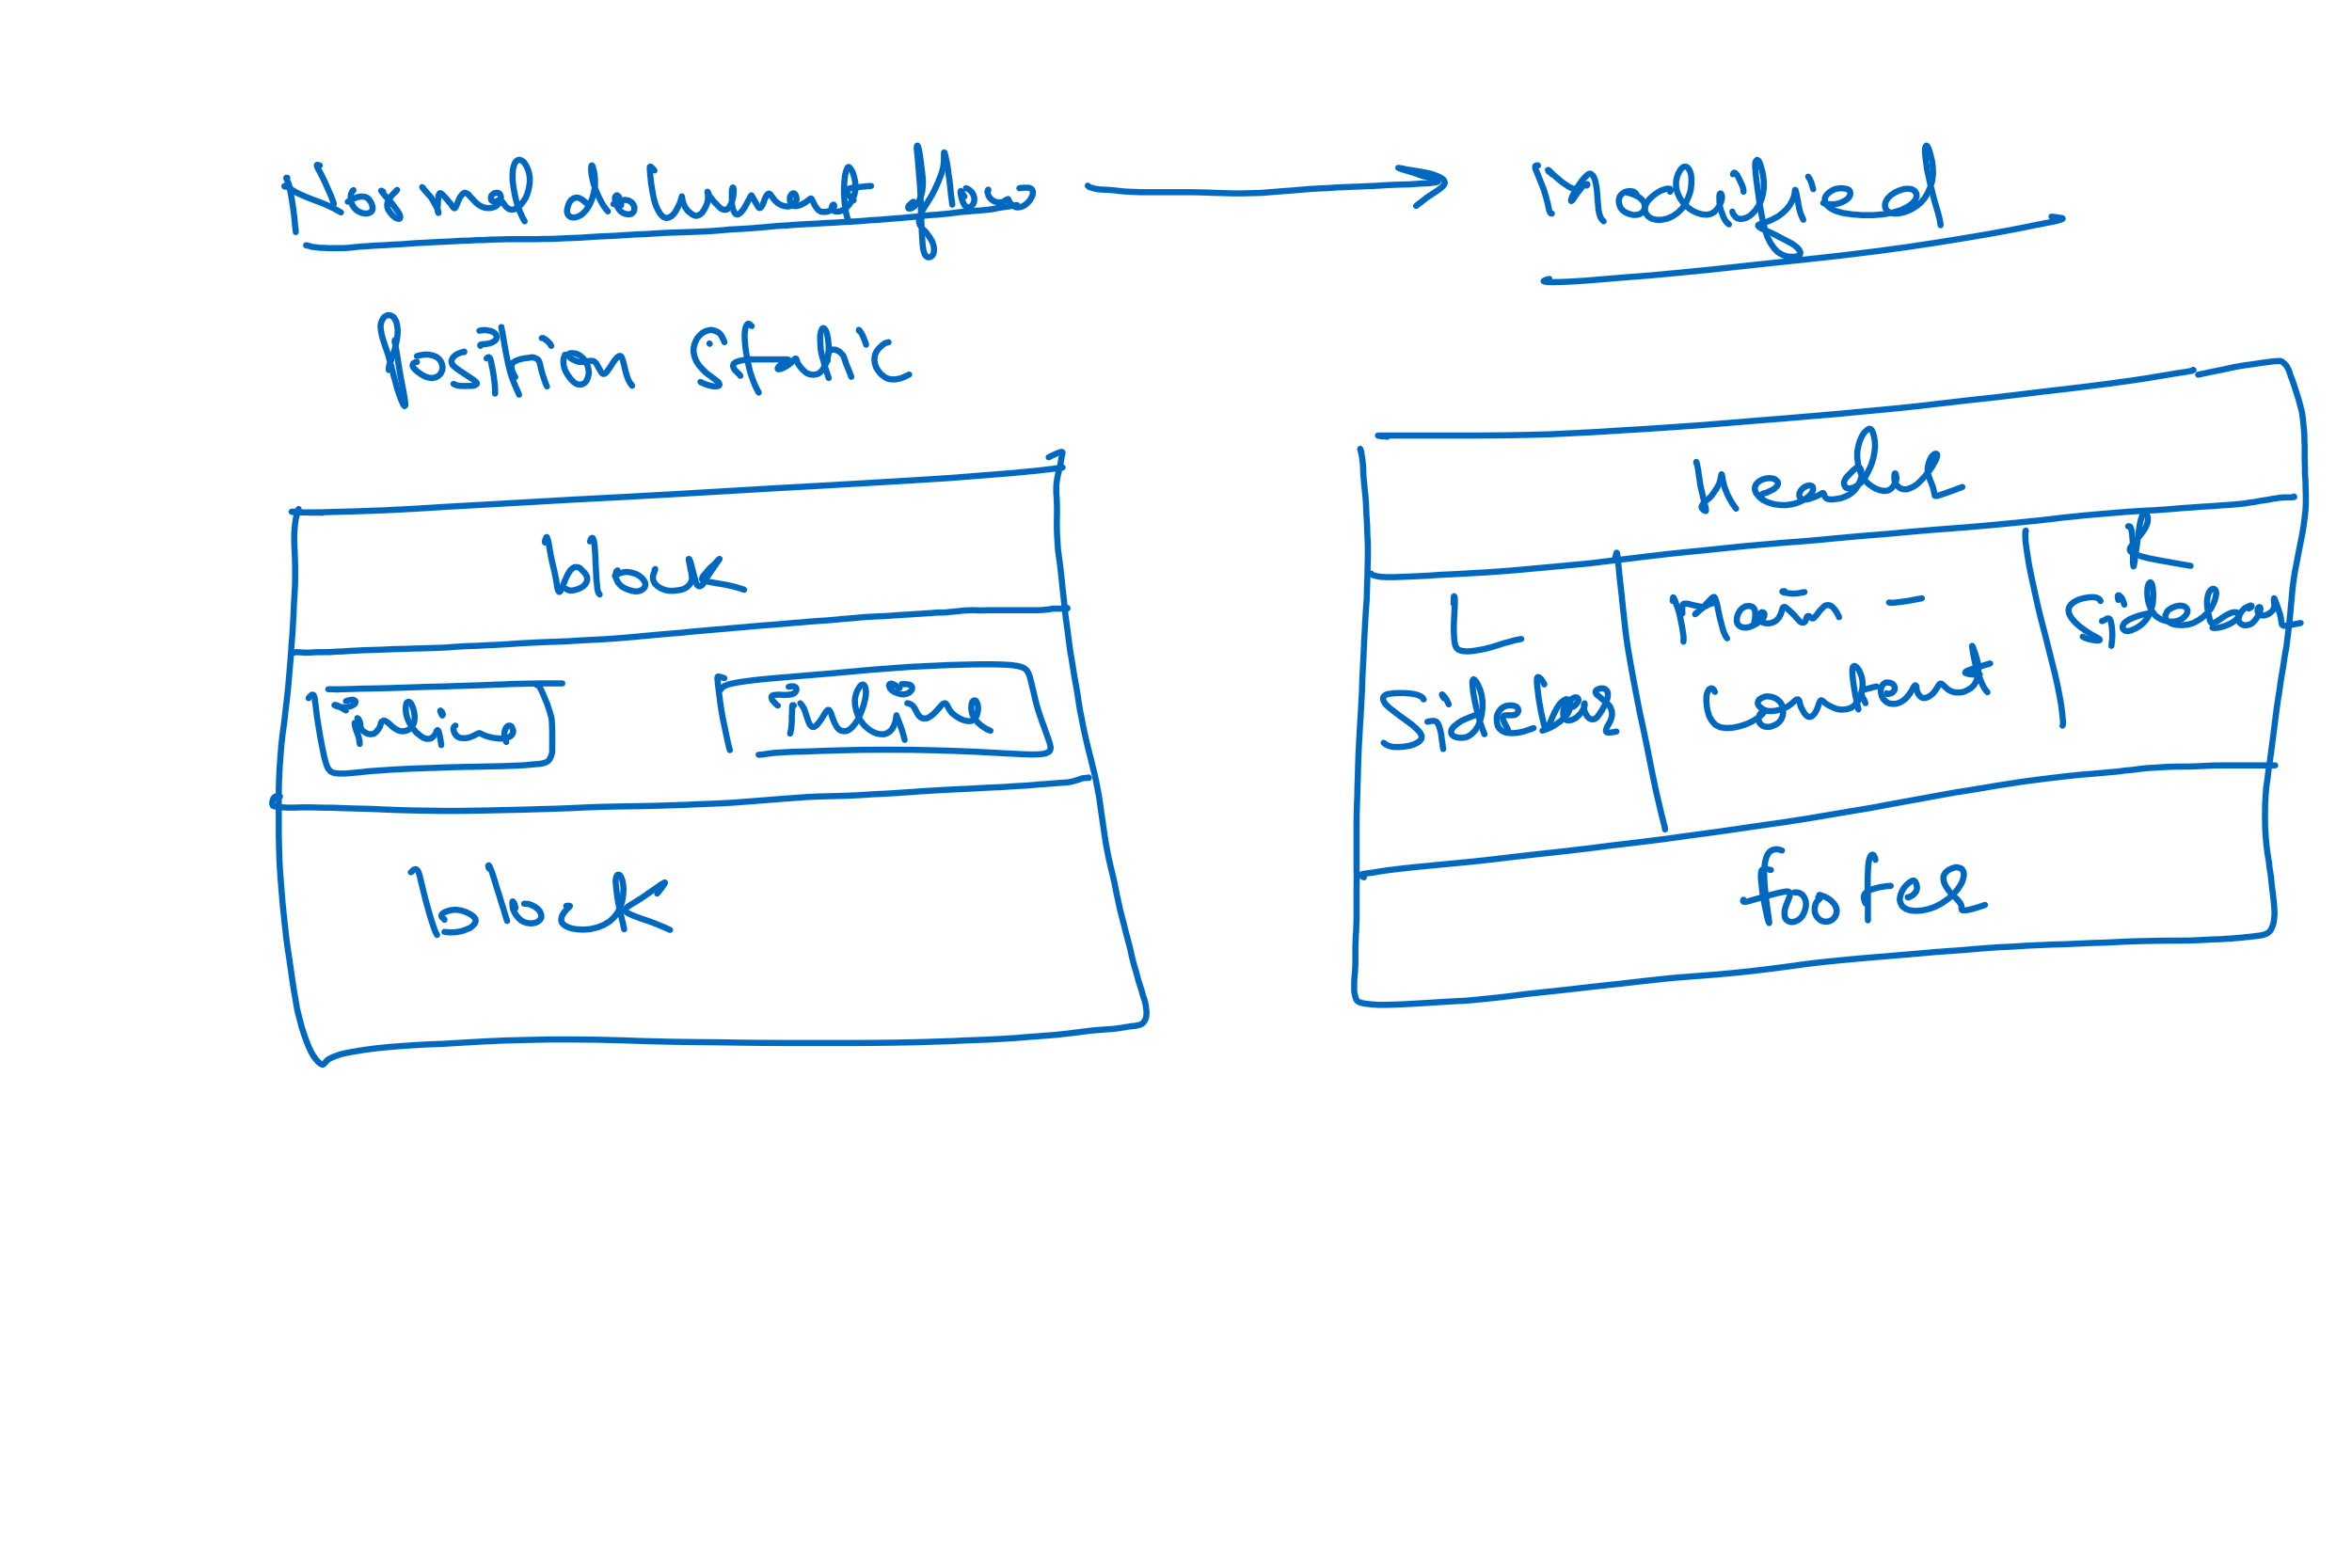 Normal document flow
Modified
Position static
block
inline
inline
block
header
L
Sidebar
Main -
Content
R
Sidebar
footer